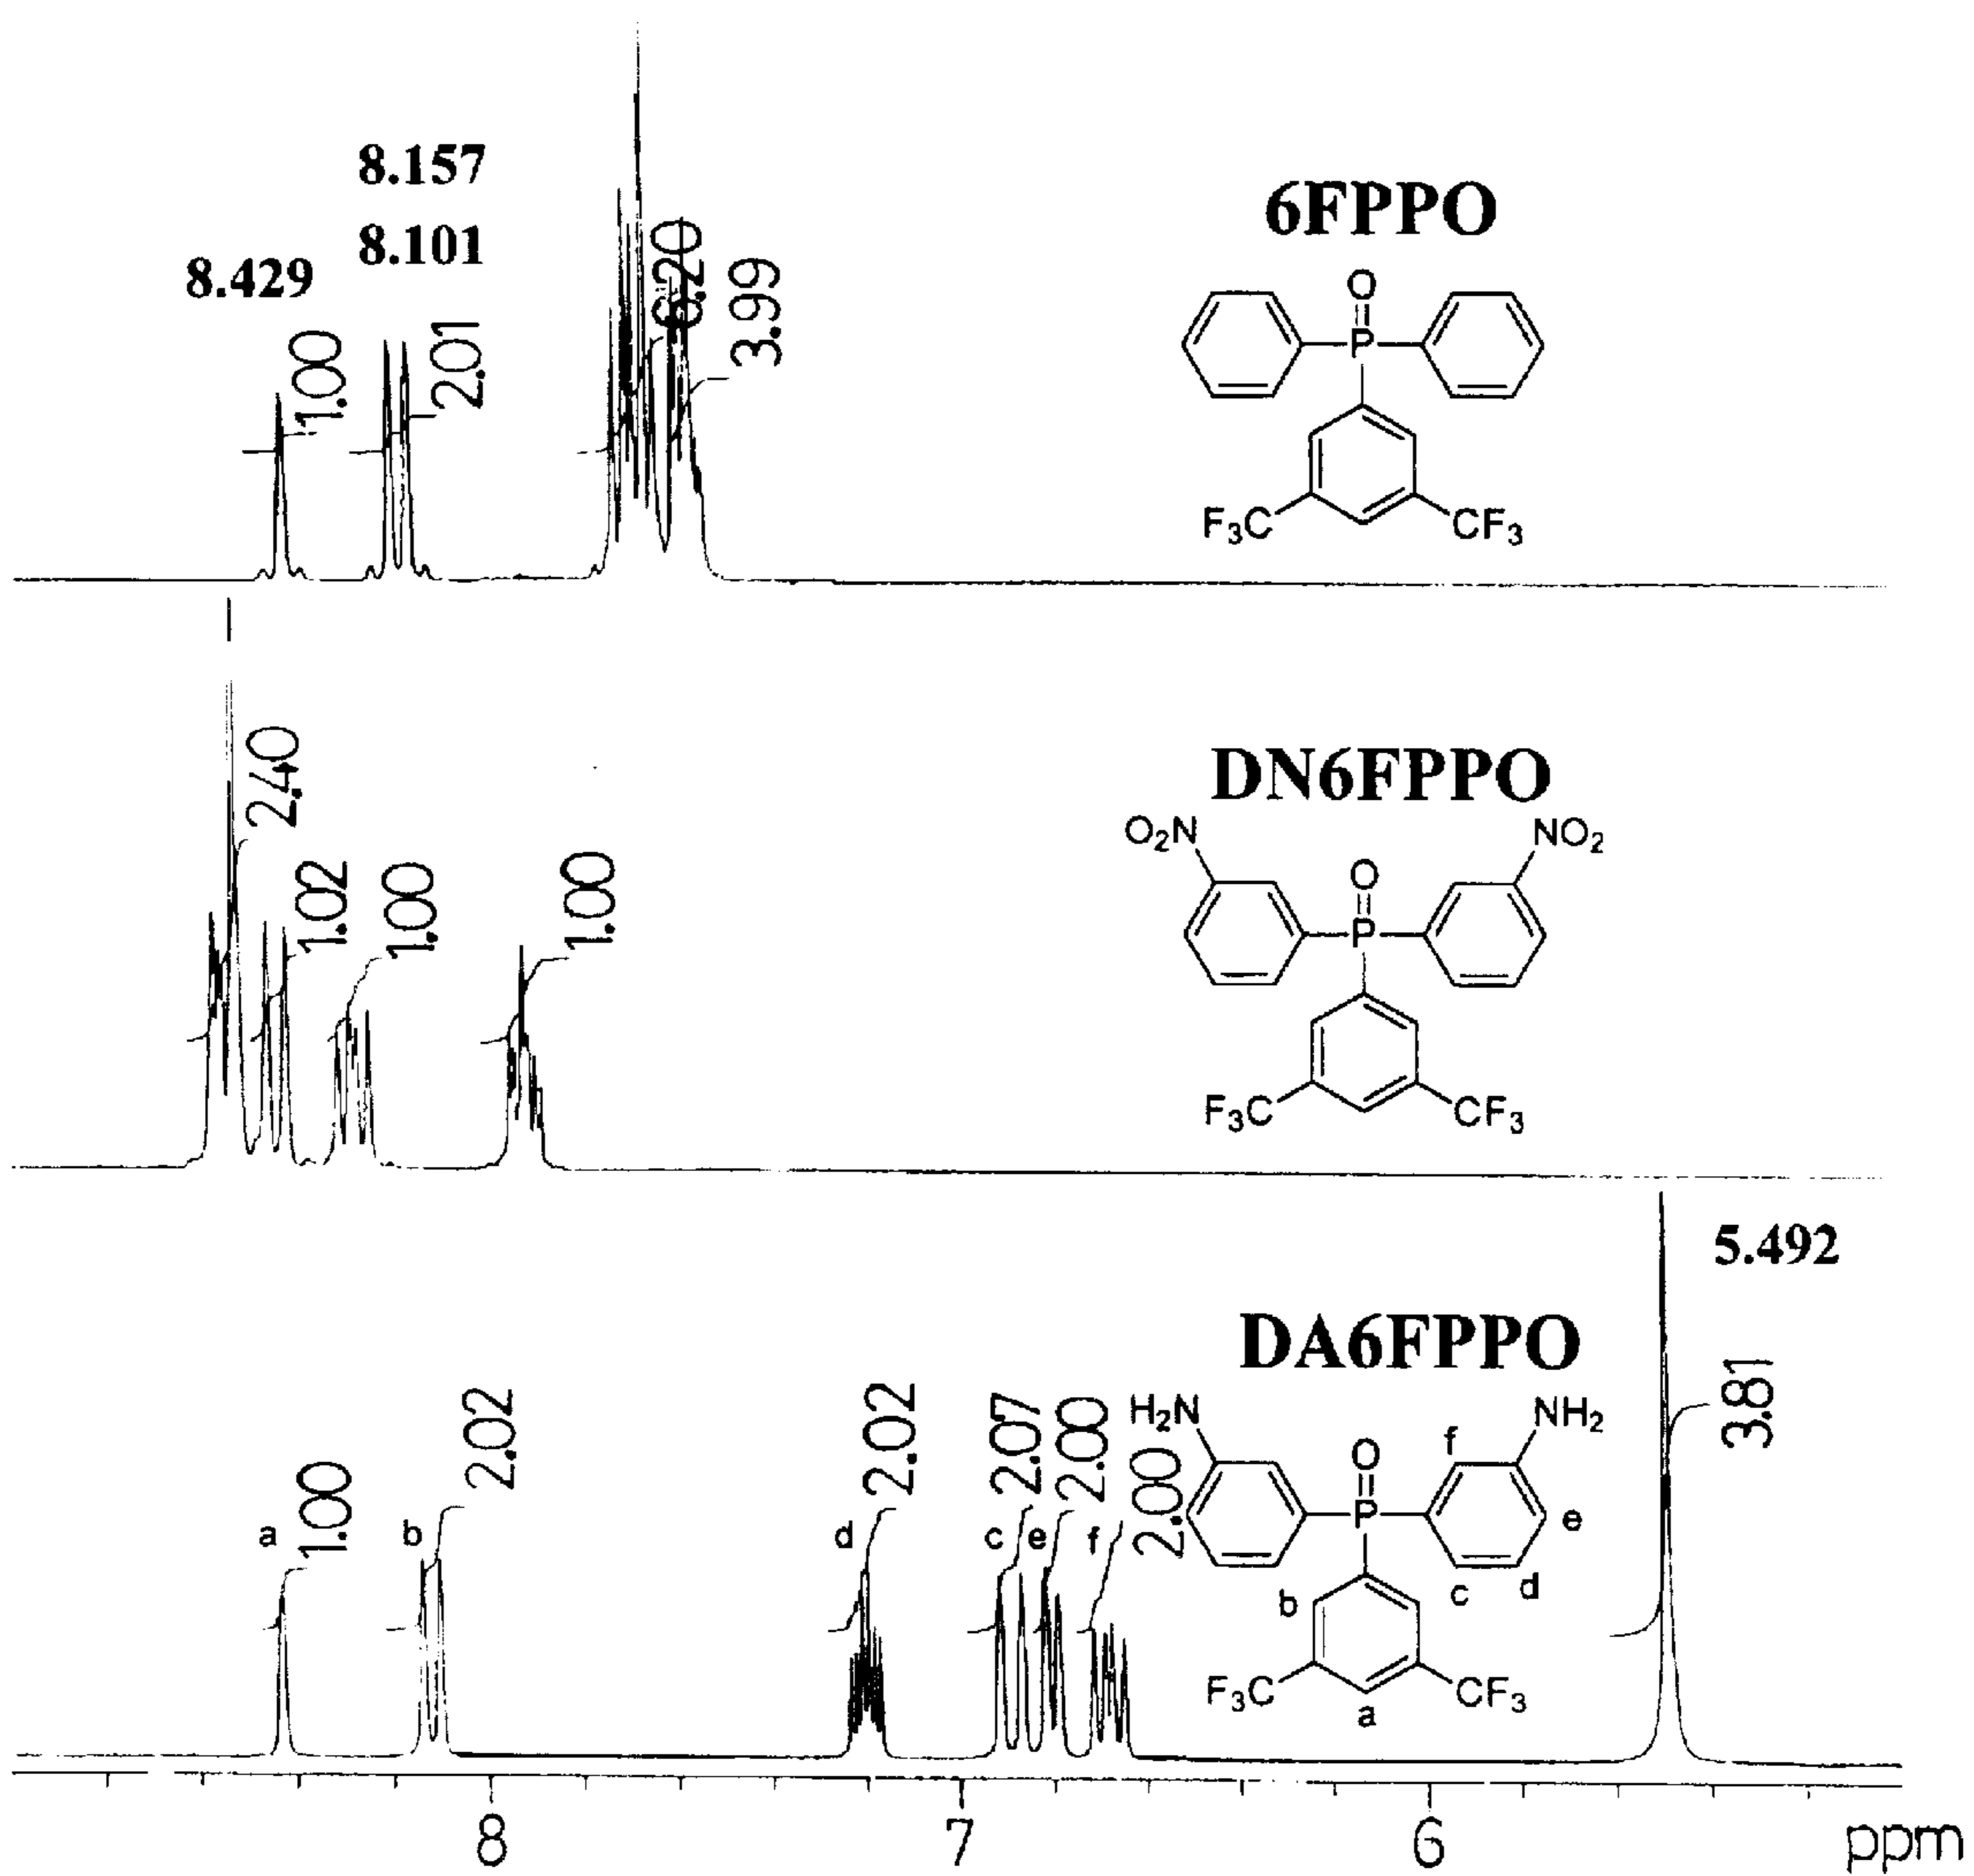 6FPPO
8.157
8.101
8.429
1.00
2.01
6.20
3.99
O
P
F3C
CF3
DN6FPPO
2.40
1.02
1.00
1.00
O2N
NO2
O
P
F3C
CF3
5.492
DA6FPPO
a
1.00
b
2.02
d
2.02
c
2.07
e
2.00
f
2.00
3.81
H2N
NH2
O
P
f
e
d
c
b
a
F3C
CF3
8
7
6
ppm